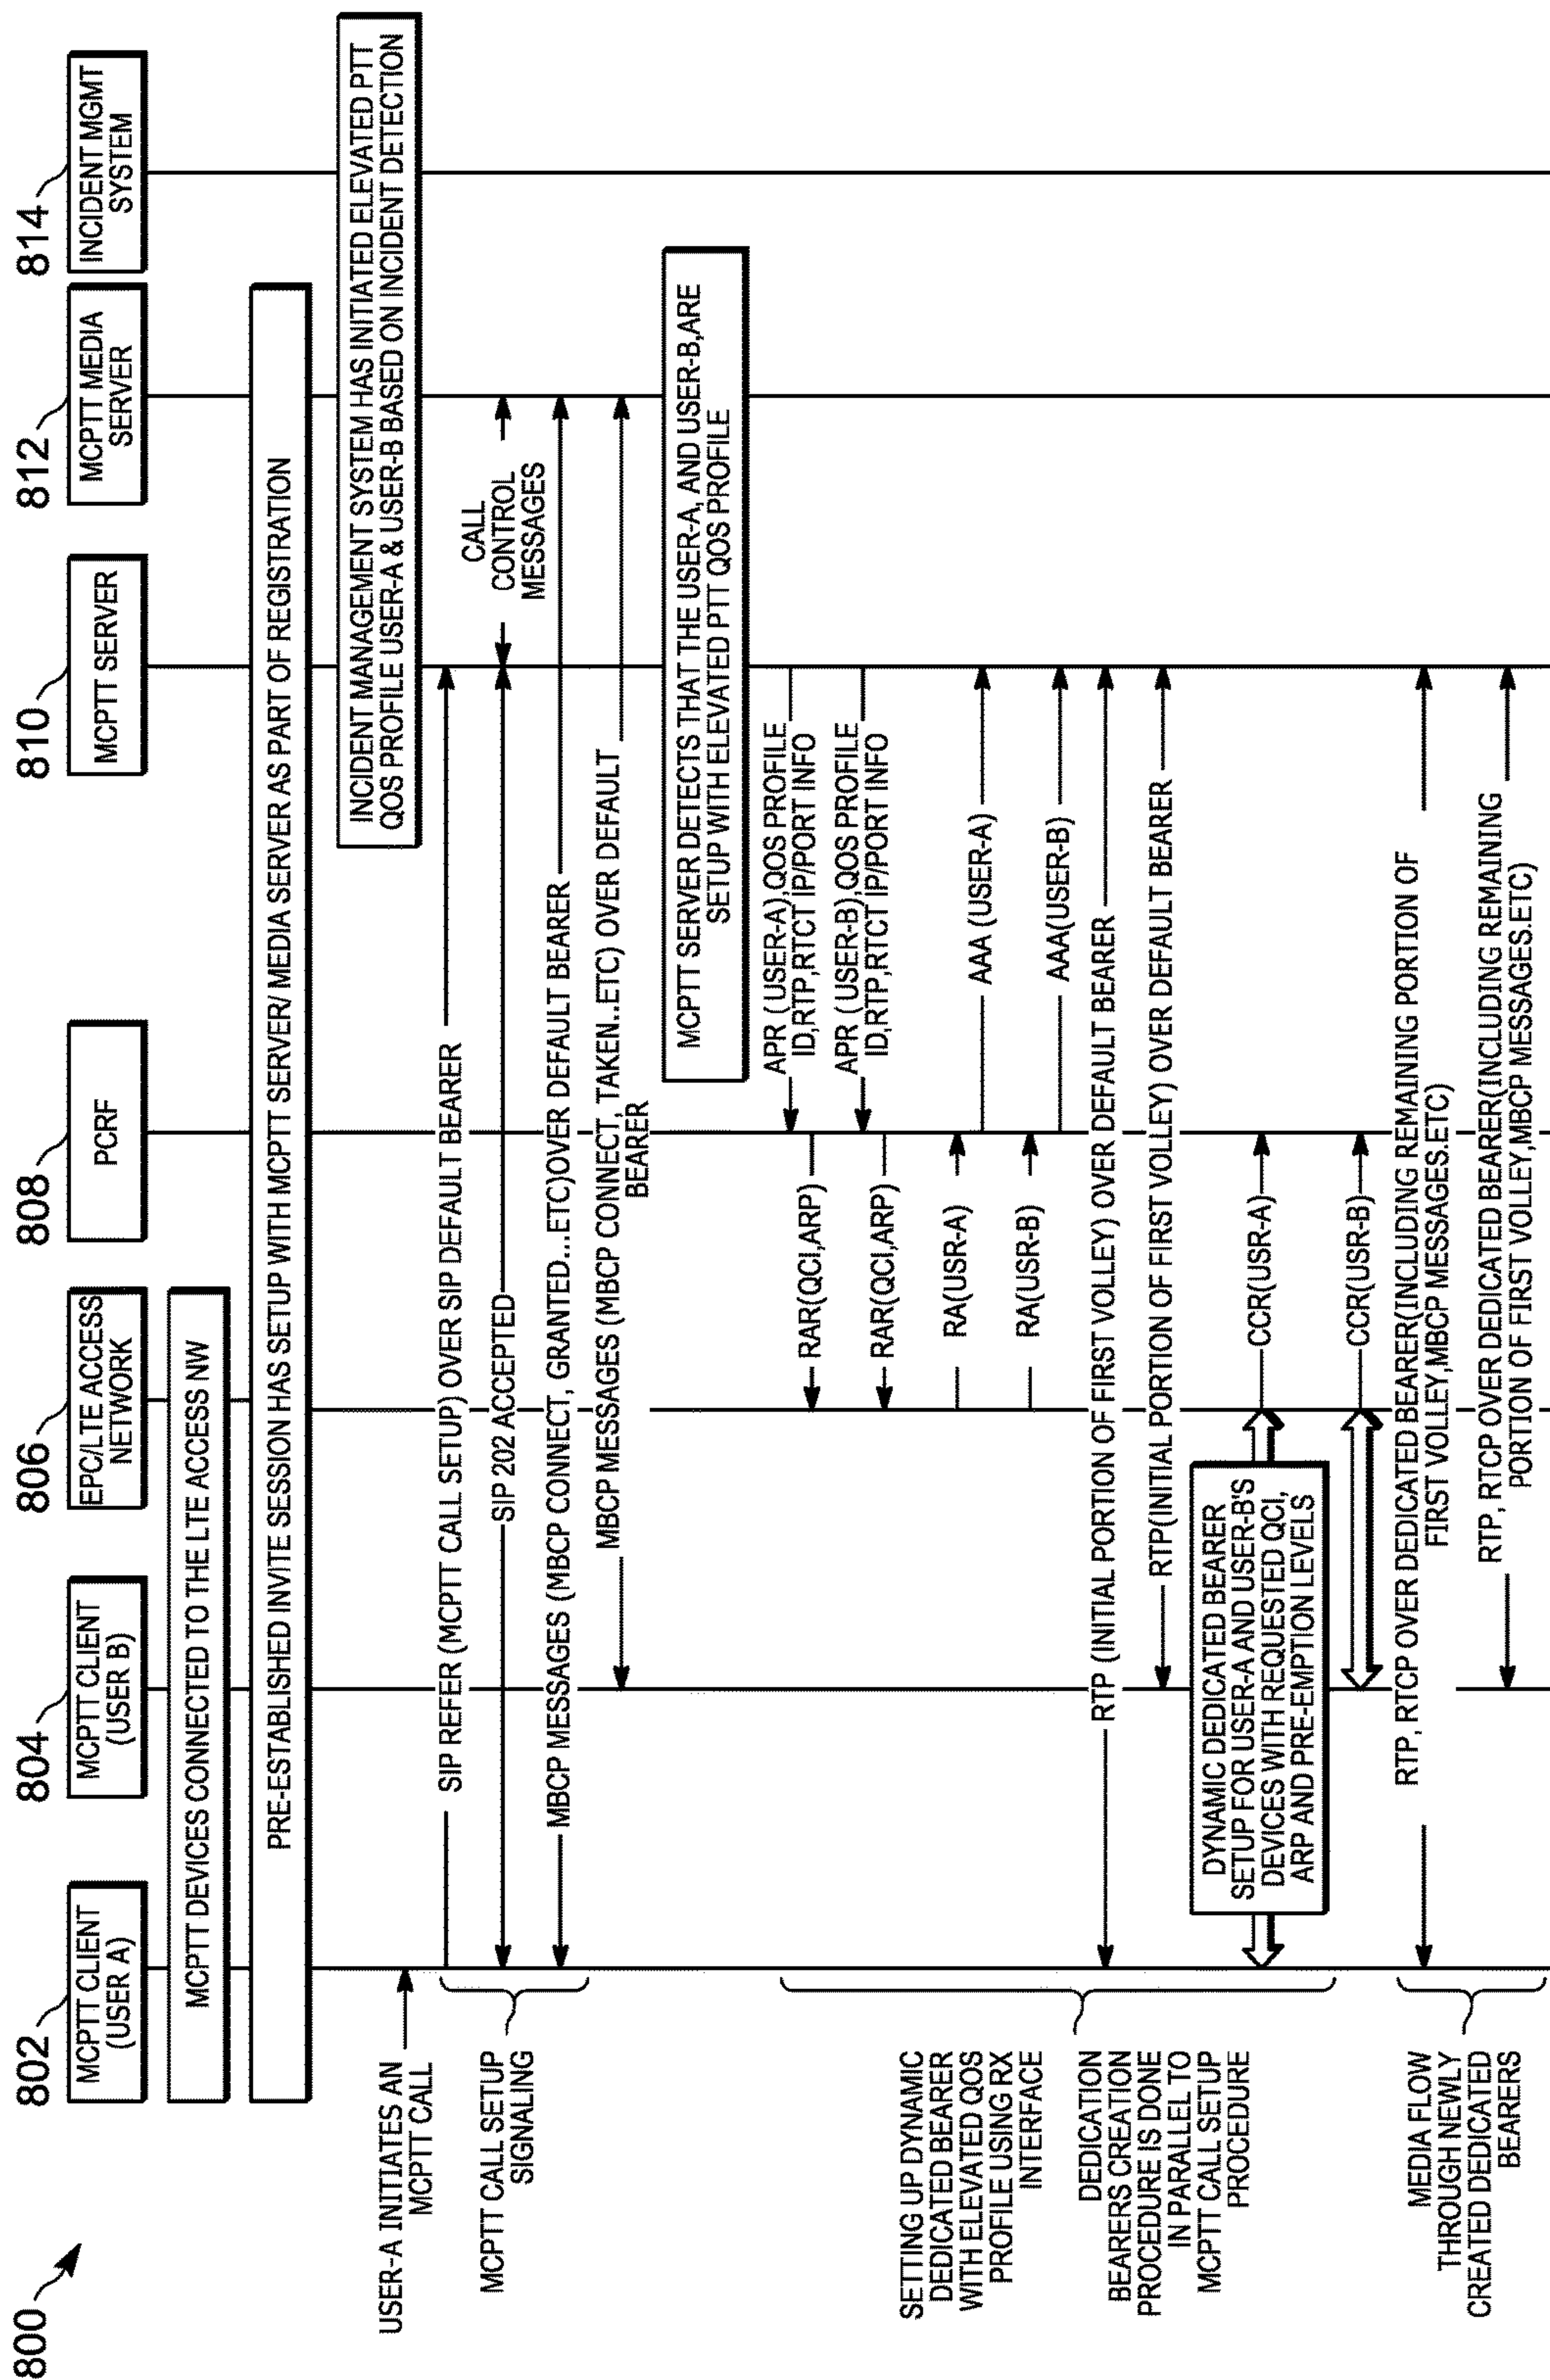 800
802
MCPTT CLIENT
(USER A)
804
MCPTT CLIENT
(USER B)
806
EPC/LTE ACCESS
NETWORK
808
PCRF
810
MCPTT SERVER
812
MCPTT MEDIA
SERVER
814
INCIDENT MGMT
SYSTEM
MCPTT DEVICES CONNECTED TO THE LTE ACCESS NW
PRE-ESTABLISHED INVITE SESSION HAS SETUP WITH MCPTT SERVER/ MEDIA SERVER AS PART OF REGISTRATION
INCIDENT MANAGEMENT SYSTEM HAS INITIATED ELEVATED PTT
QOS PROFILE USER-A & USER-B BASED ON INCIDENT DETECTION
USER-A INITIATES AN
MCPTT CALL
SIP REFER (MCPTT CALL SETUP) OVER SIP DEFAULT BEARER
MCPTT CALL SETUP
SIGNALING
SIP 202 ACCEPTED
CALL
CONTROL
MESSAGES
MBCP MESSAGES (MBCP CONNECT, GRANTED...ETC)OVER DEFAULT BEARER
MBCP MESSAGES (MBCP CONNECT, TAKEN..ETC) OVER DEFAULT
BEARER
MCPTT SERVER DETECTS THAT THE USER-A, AND USER-B,ARE
SETUP WITH ELEVATED PTT QOS PROFILE
APR (USER-A),QOS PROFILE
ID,RTP,RTCT IP/PORT INFO
RAR(QCI,ARP)
APR (USER-B),QOS PROFILE
ID,RTP,RTCT IP/PORT INFO
RAR(QCI,ARP)
SETTING UP DYNAMIC
DEDICATED BEARER
WITH ELEVATED QOS
PROFILE USING RX
INTERFACE
RA(USR-A)
AAA (USER-A)
RA(USR-B)
AAA(USER-B)
DEDICATION
BEARERS CREATION
PROCEDURE IS DONE
IN PARALLEL TO
MCPTT CALL SETUP
PROCEDURE
RTP (INITIAL PORTION OF FIRST VOLLEY) OVER DEFAULT BEARER
RTP(INITIAL PORTION OF FIRST VOLLEY) OVER DEFAULT BEARER
DYNAMIC DEDICATED BEARER
SETUP FOR USER-A AND USER-B'S
DEVICES WITH REQUESTED QCI,
ARP AND PRE-EMPTION LEVELS
CCR(USR-A)
CCR(USR-B)
MEDIA FLOW
THROUGH NEWLY
CREATED DEDICATED
BEARERS
RTP, RTCP OVER DEDICATED BEARER(INCLUDING REMAINING PORTION OF
FIRST VOLLEY,MBCP MESSAGES.ETC)
RTP, RTCP OVER DEDICATED BEARER(INCLUDING REMAINING
PORTION OF FIRST VOLLEY,MBCP MESSAGES.ETC)